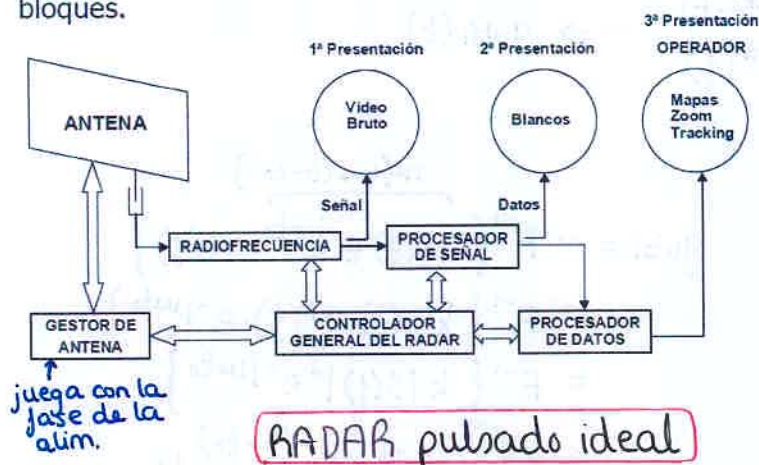 bloques.
3ª Presentación
1ª Presentación
2ª Presentación
OPERADOR
ANTENA
Vídeo
Bruto
Blancos
Mapas
Zoom
Tracking
Señal
Datos
RADIOFRECUENCIA
PROCESADOR
DE SEÑAL
GESTOR DE
ANTENA
CONTROLADOR
GENERAL DEL RADAR
PROCESADOR
DE DATOS
juega con la
fase de la
alim.
RADAR pulsado ideal